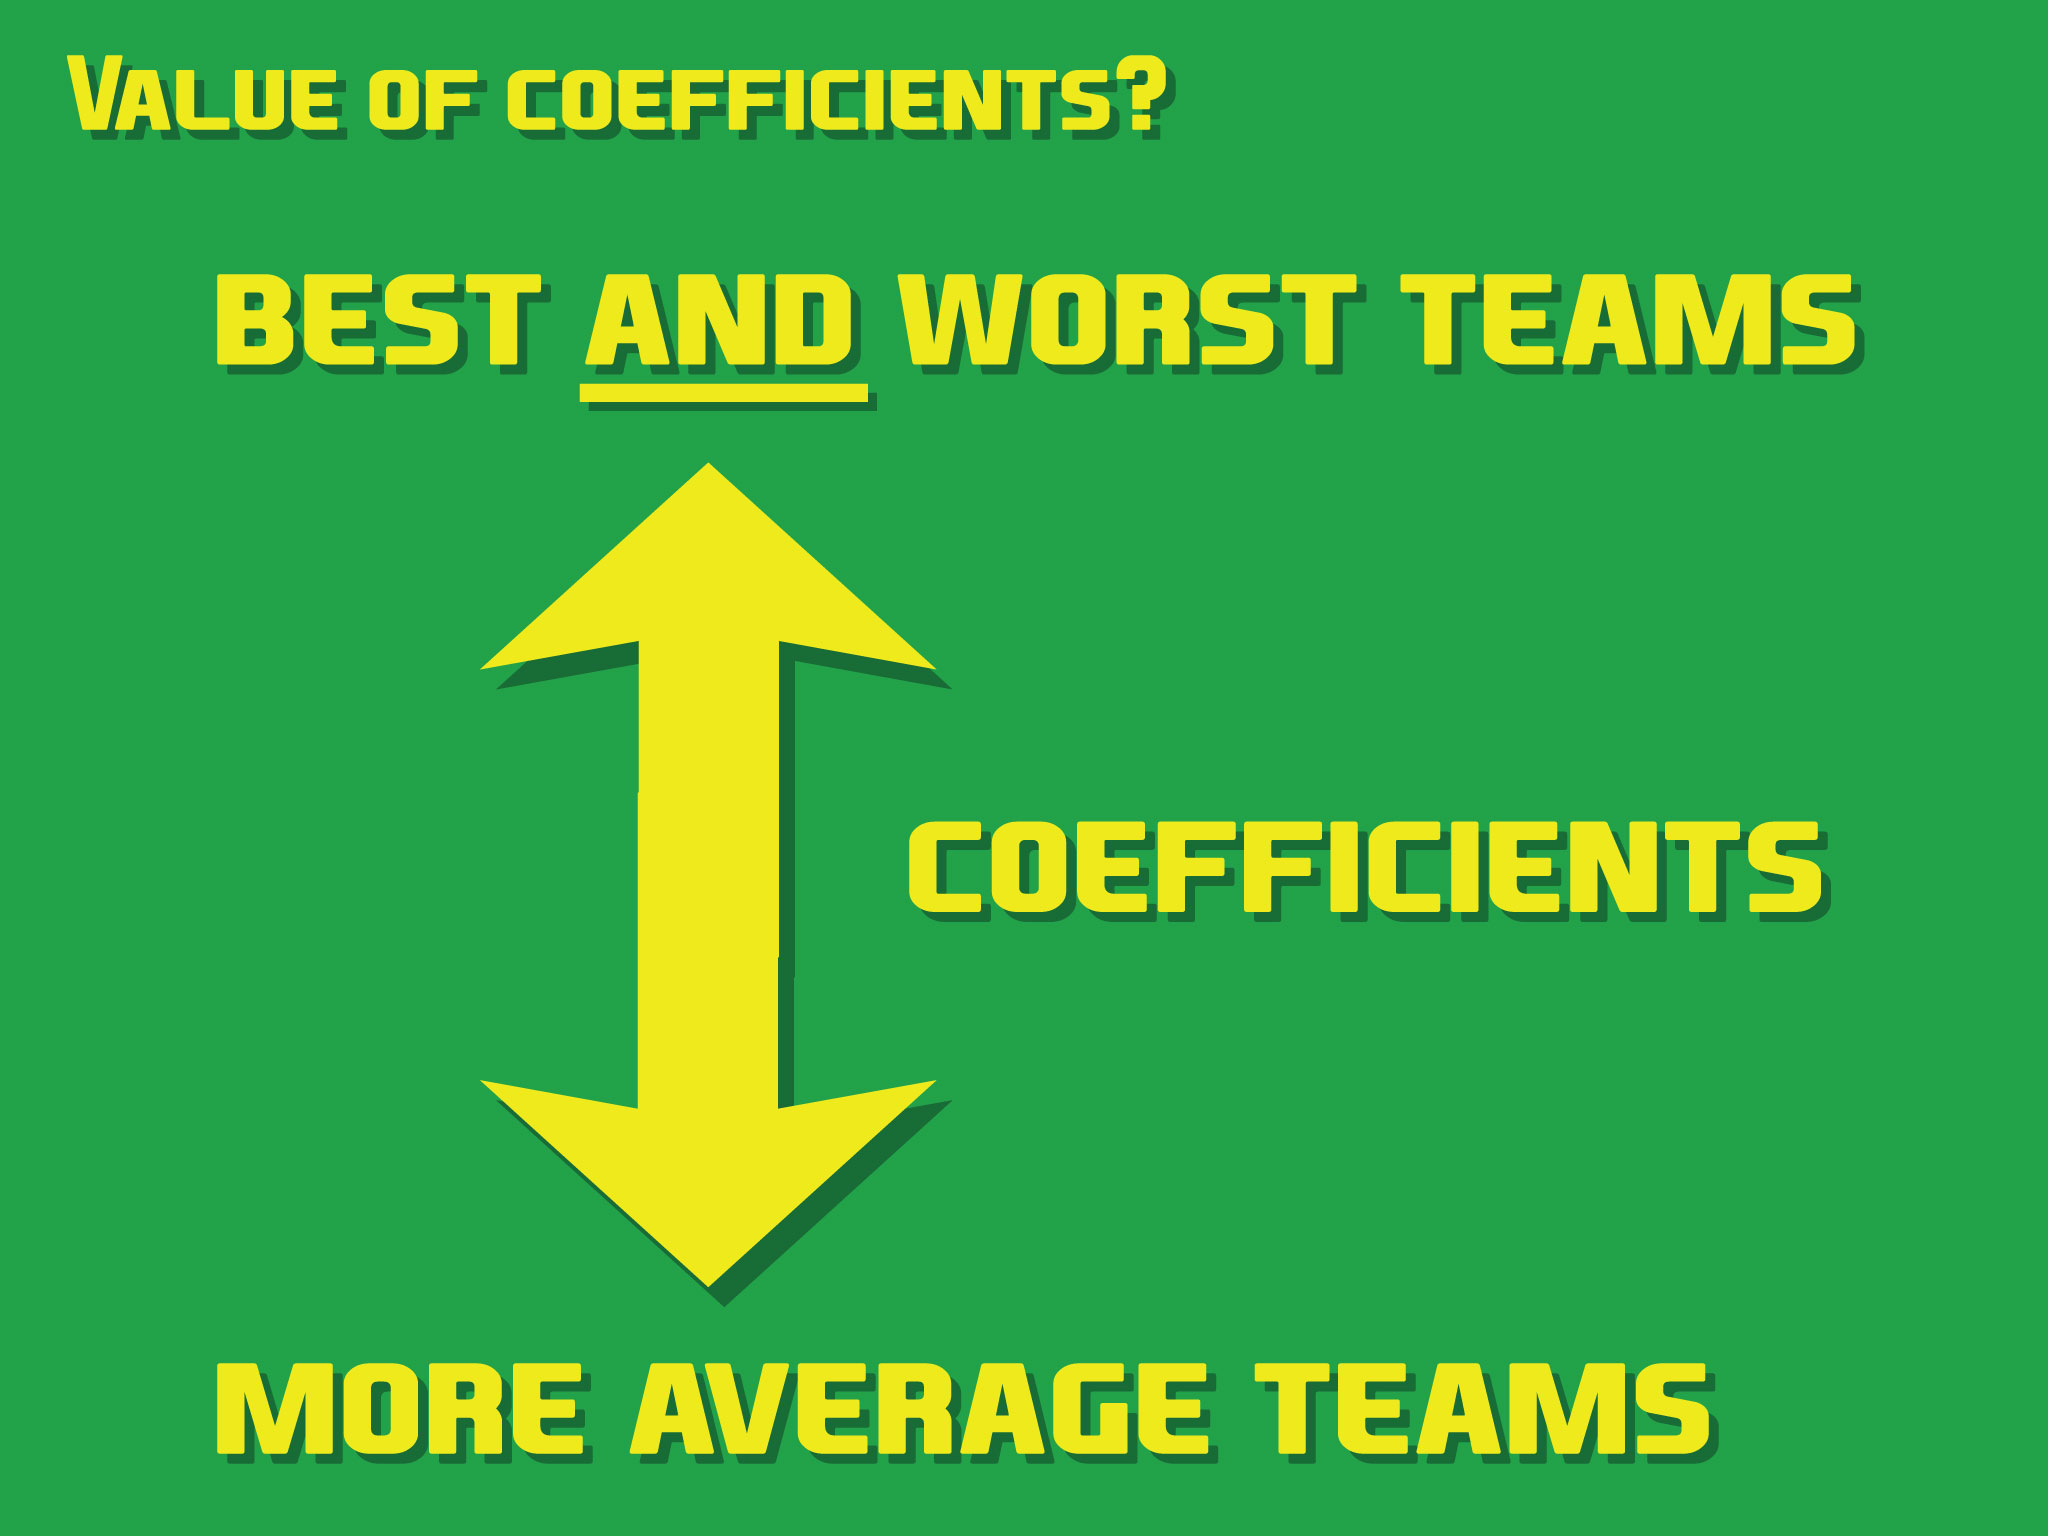 Value of coefficients?
BEST AND WORST TEAMS
COEFFICIENTS
MORE AVERAGE TEAMS